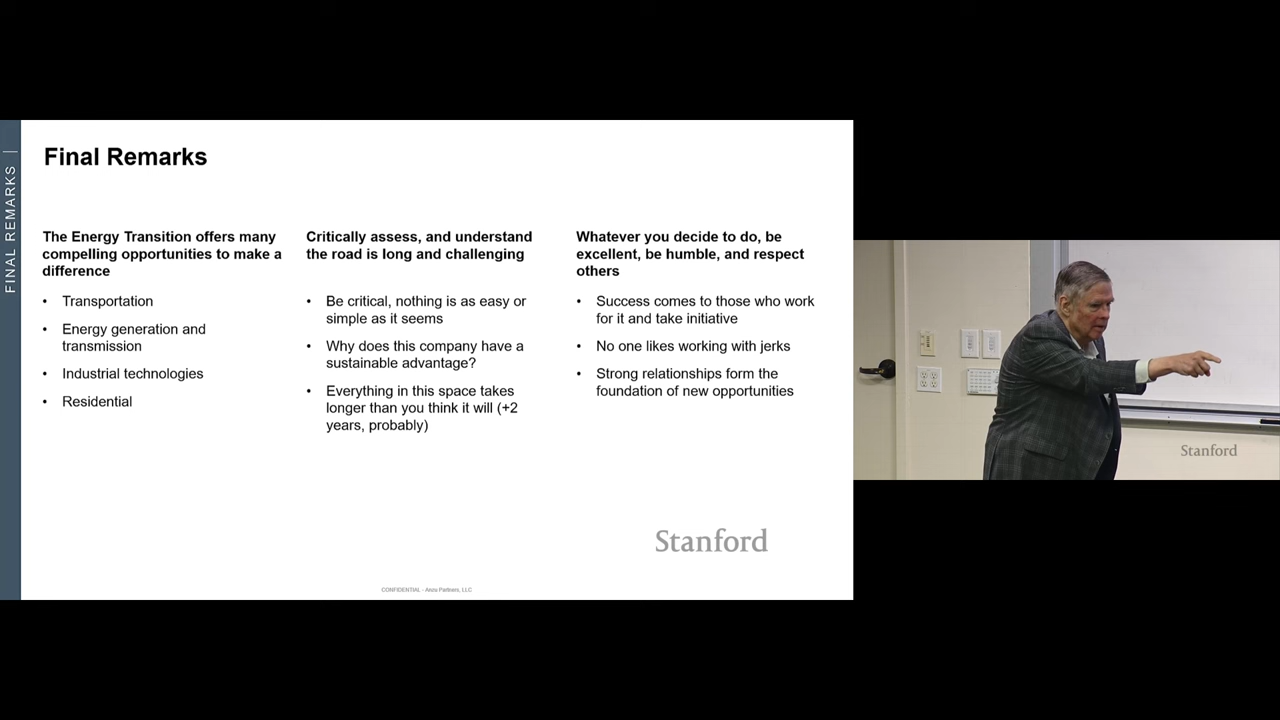 FINAL REMARKS
Final Remarks
The Energy Transition offers many
compelling opportunities to make a
difference
• Transportation
• Energy generation and
transmission
• Industrial technologies
• Residential
Critically assess, and understand
the road is long and challenging
• Be critical, nothing is as easy or
simple as it seems
• Why does this company have a
sustainable advantage?
• Everything in this space takes
longer than you think it will (+2
years, probably)
Whatever you decide to do, be
excellent, be humble, and respect
others
• Success comes to those who work
for it and take initiative
• No one likes working with jerks
• Strong relationships form the
foundation of new opportunities
Stanford
CONFIDENTIAL - Anzu Partners, LLC
Stanford